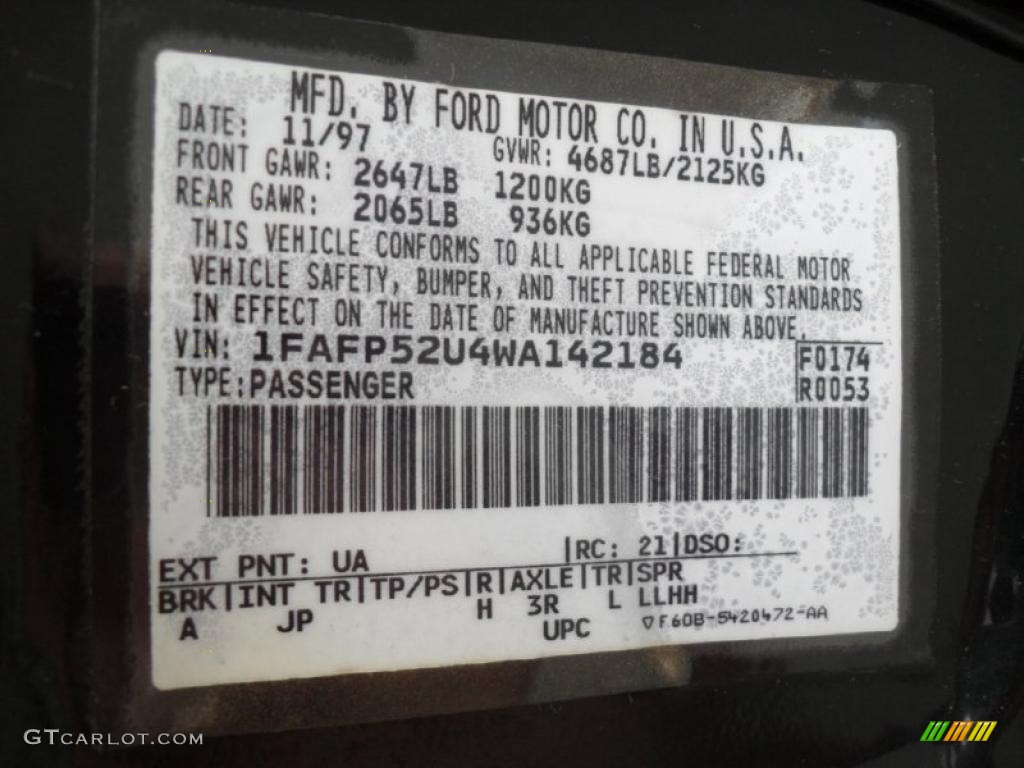 MFD. BY FORD MOTOR CO. IN U.S.A.
DATE: 11/97 GVWR: 4687LB/2125KG
FRONT GAWR: 2647LB 1200KG
REAR GAWR: 2065LB 936KG
THIS VEHICLE CONFORMS TO ALL APPLICABLE FEDERAL MOTOR
VEHICLE SAFETY, BUMPER, AND THEFT PREVENTION STANDARDS
IN EFFECT ON THE DATE OF MANUFACTURE SHOWN ABOVE.
VIN: 1FAFP52U4WA142184 F0174
TYPE: PASSENGER R0053
EXT PNT: UA RC: 21 DSO:
BRK INT TR TP/PS R AXLE TR SPR
A JP H 3R L LLHH
UPC ▽F60B-5420472-AA
GTCARLOT.COM